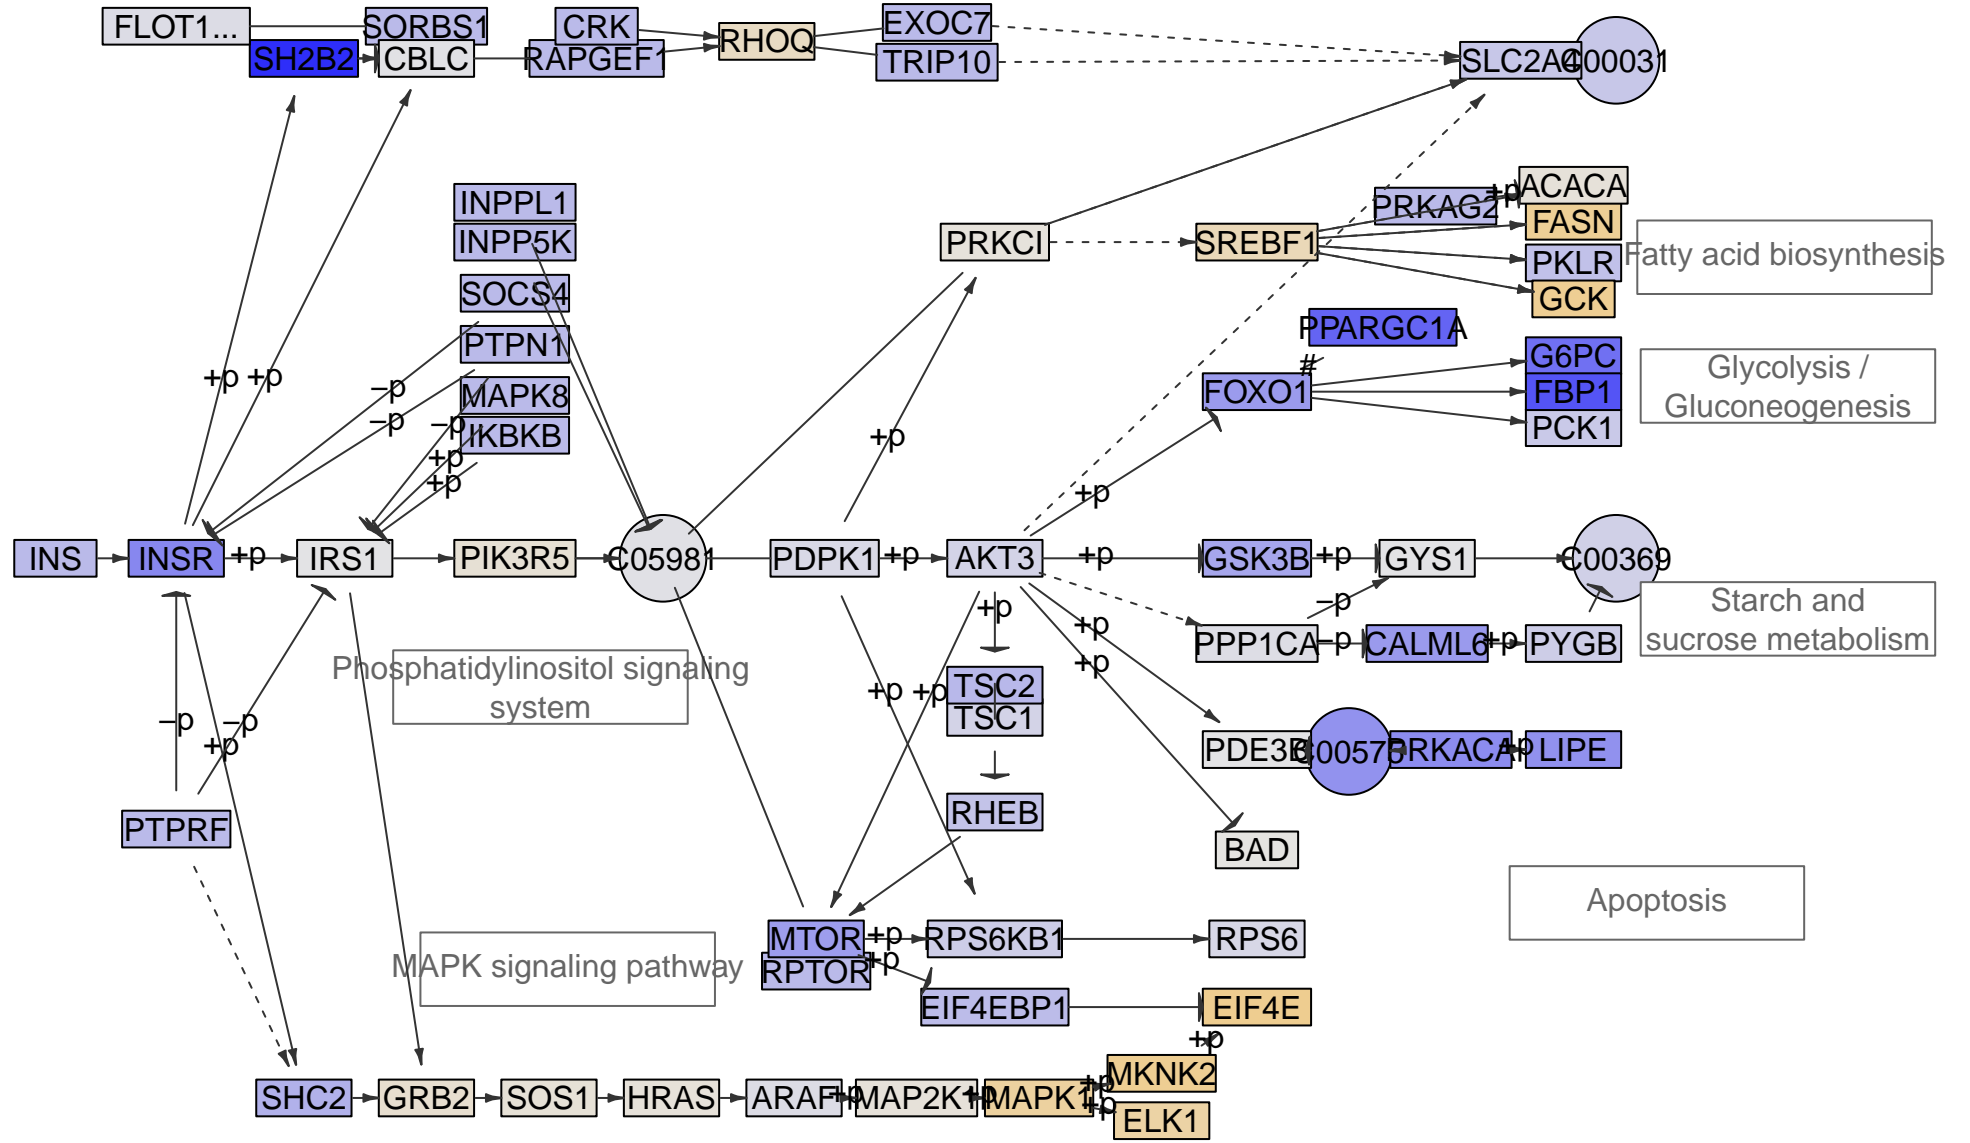 FLOT1...
SORBS1
SH2B2
CBLC
CRK
RAPGEF1
RHOQ
EXOC7
TRIP10
SLC2A4
C00031
INPPL1
INPP5K
SOCS4
PTPN1
MAPK8
IKBKB
PRKCI
SREBF1
PRKAG2
+p
ACACA
FASN
PKLR
GCK
Fatty acid biosynthesis
PPARGC1A
#
FOXO1
G6PC
FBP1
PCK1
Glycolysis /
Gluconeogenesis
+p
+p
−p
−p
−p
+p
+p
+p
+p
INS
INSR
+p
IRS1
PIK3R5
C05981
PDPK1
+p
AKT3
+p
GSK3B
+p
GYS1
C00369
+p
+p
+p
−p
PPP1CA
−p
CALML6
+p
PYGB
Starch and
sucrose metabolism
Phosphatidylinositol signaling
system
−p
+p
−p
+p
+p
TSC2
TSC1
PDE3B
C00575
PRKACA
+p
LIPE
PTPRF
RHEB
BAD
Apoptosis
MAPK signaling pathway
MTOR
RPTOR
+p
+p
RPS6KB1
RPS6
EIF4EBP1
EIF4E
+p
SHC2
GRB2
SOS1
HRAS
ARAF
+p
MAP2K1
+p
MAPK1
+p
+p
MKNK2
ELK1